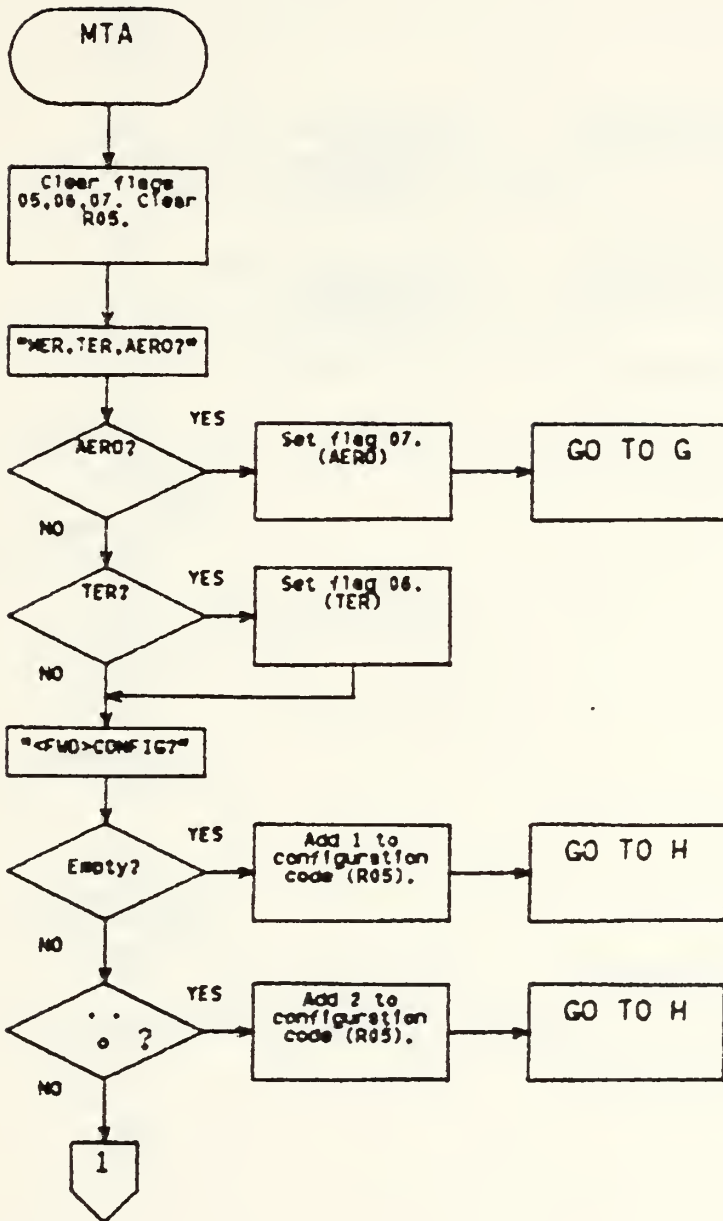 MTA
Clear flags
05,06,07. Clear
R05.
"MER,TER,AERO?"
AERO?
YES
Set flag 07.
(AERO)
GO TO G
NO
TER?
YES
Set flag 06.
(TER)
NO
"<FWD>CONFIG?"
Empty?
YES
Add 1 to
configuration
code (R05).
GO TO H
NO
?
YES
Add 2 to
configuration
code (R05).
GO TO H
NO
1